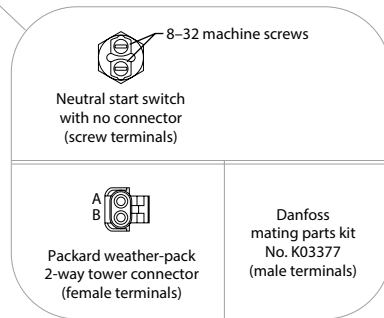 8–32 machine screws
Neutral start switch
with no connector
(screw terminals)
A
B
Packard weather-pack
2-way tower connector
(female terminals)
Danfoss
mating parts kit
No. K03377
(male terminals)